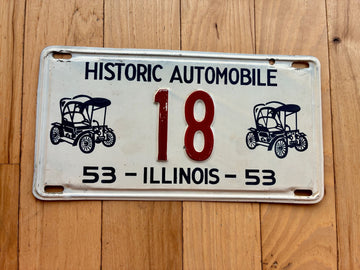 HISTORIC AUTOMOBILE
18
53 - ILLINOIS - 53